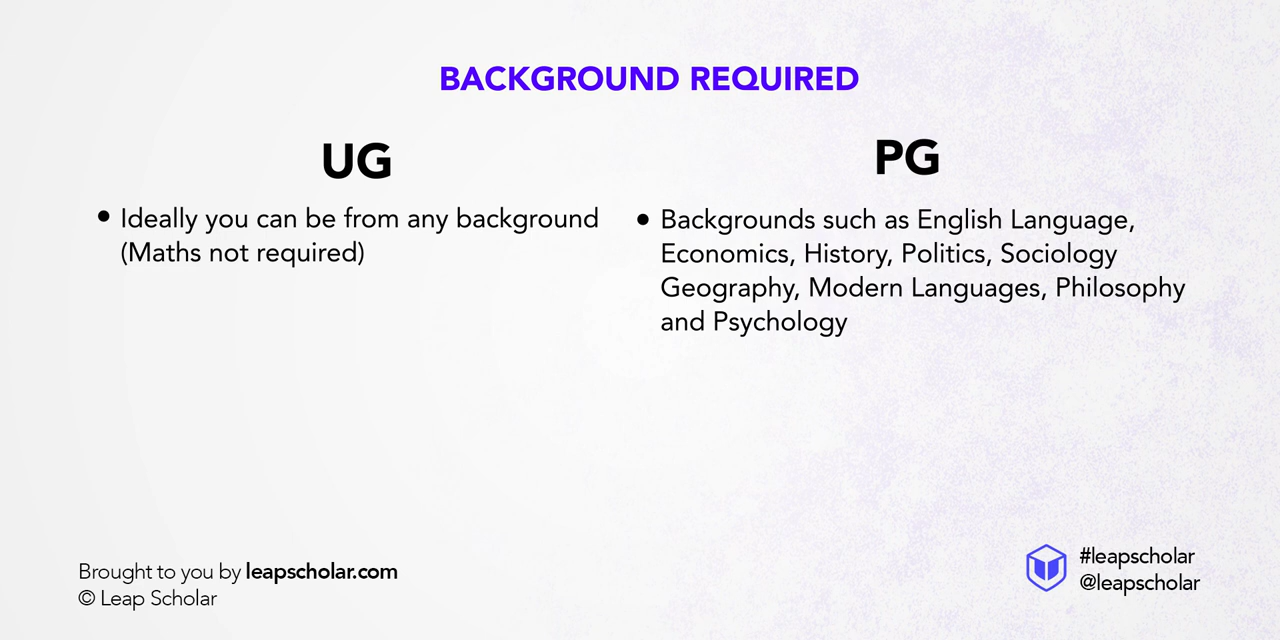 BACKGROUND REQUIRED
UG
• Ideally you can be from any background
(Maths not required)
PG
• Backgrounds such as English Language,
Economics, History, Politics, Sociology
Geography, Modern Languages, Philosophy
and Psychology
Brought to you by leapscholar.com
© Leap Scholar
#leapscholar
@leapscholar